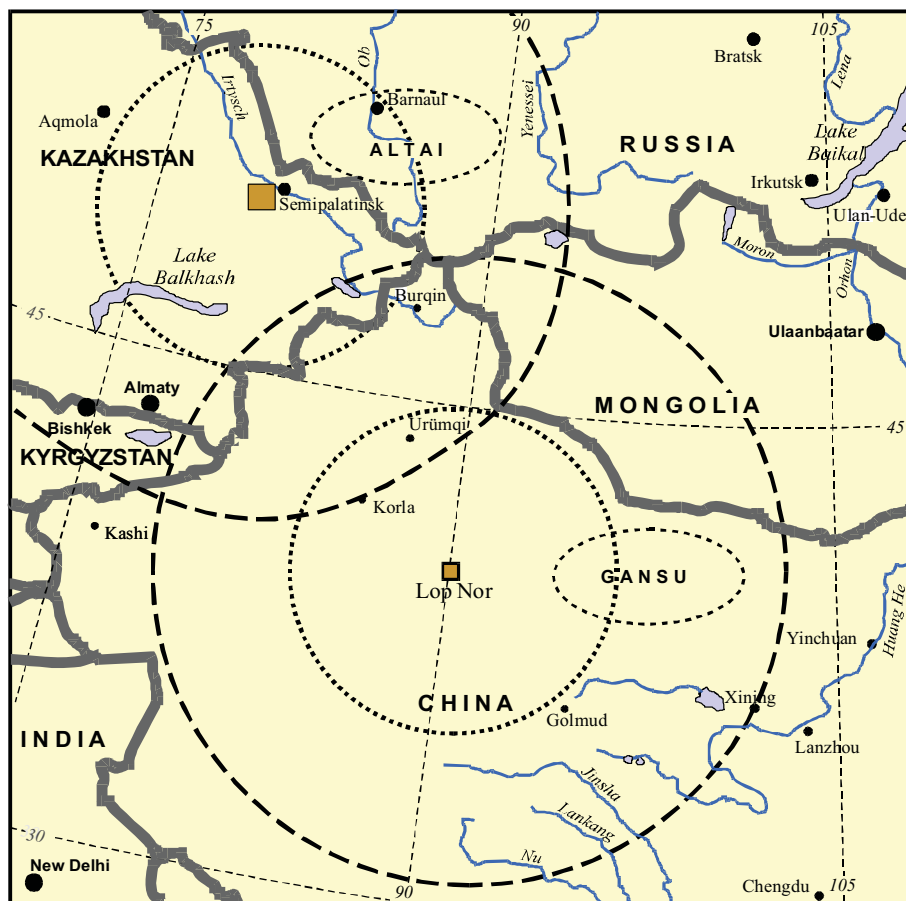 75
90
105
Bratsk
Ob
Irtysch
Yenessei
Lena
Barnaul
Aqmola
ALTAI
RUSSIA
Lake
Baikal
KAZAKHSTAN
Irkutsk
Semipalatinsk
Ulan-Ude
Lake
Balkhash
Moron
Orhon
Burqin
45
Ulaanbaatar
Almaty
MONGOLIA
Bishkek
Urümqi
45
KYRGYZSTAN
Korla
Kashi
GANSU
Lop Nor
Huang He
Yinchuan
CHINA
Xining
Golmud
INDIA
Lanzhou
Jinsha
Lankang
30
Nu
New Delhi
90
Chengdu
105